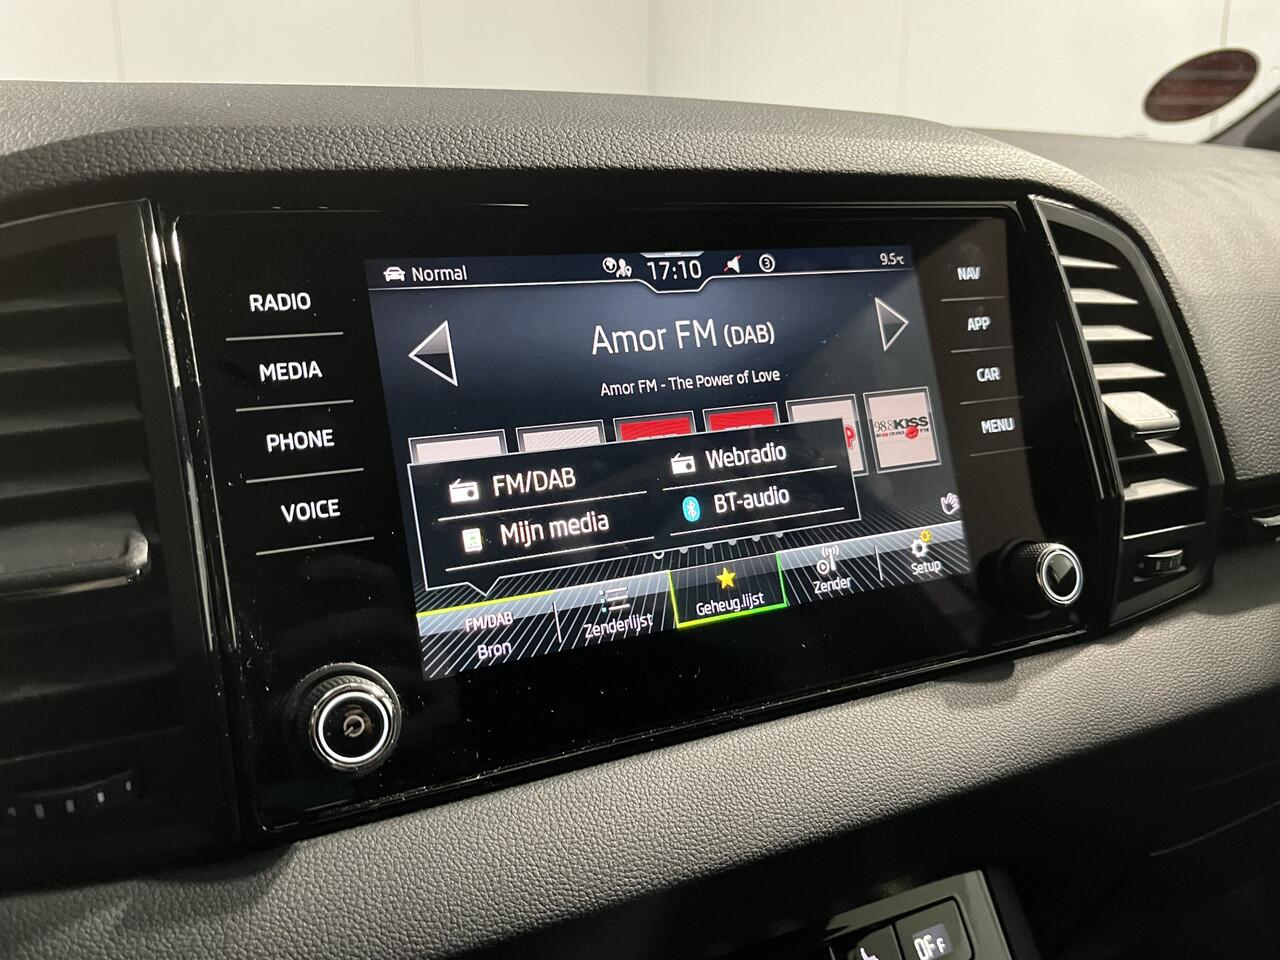 Normal
17:10
3
9.5°C
RADIO
MEDIA
PHONE
VOICE
NAV
APP
CAR
MENU
Amor FM (DAB)
Amor FM - The Power of Love
98.8 KISS
FM
FM/DAB
Webradio
Mijn media
BT-audio
FM/DAB
Bron
Zenderlijst
Geheug.lijst
Zender
Setup
OFF